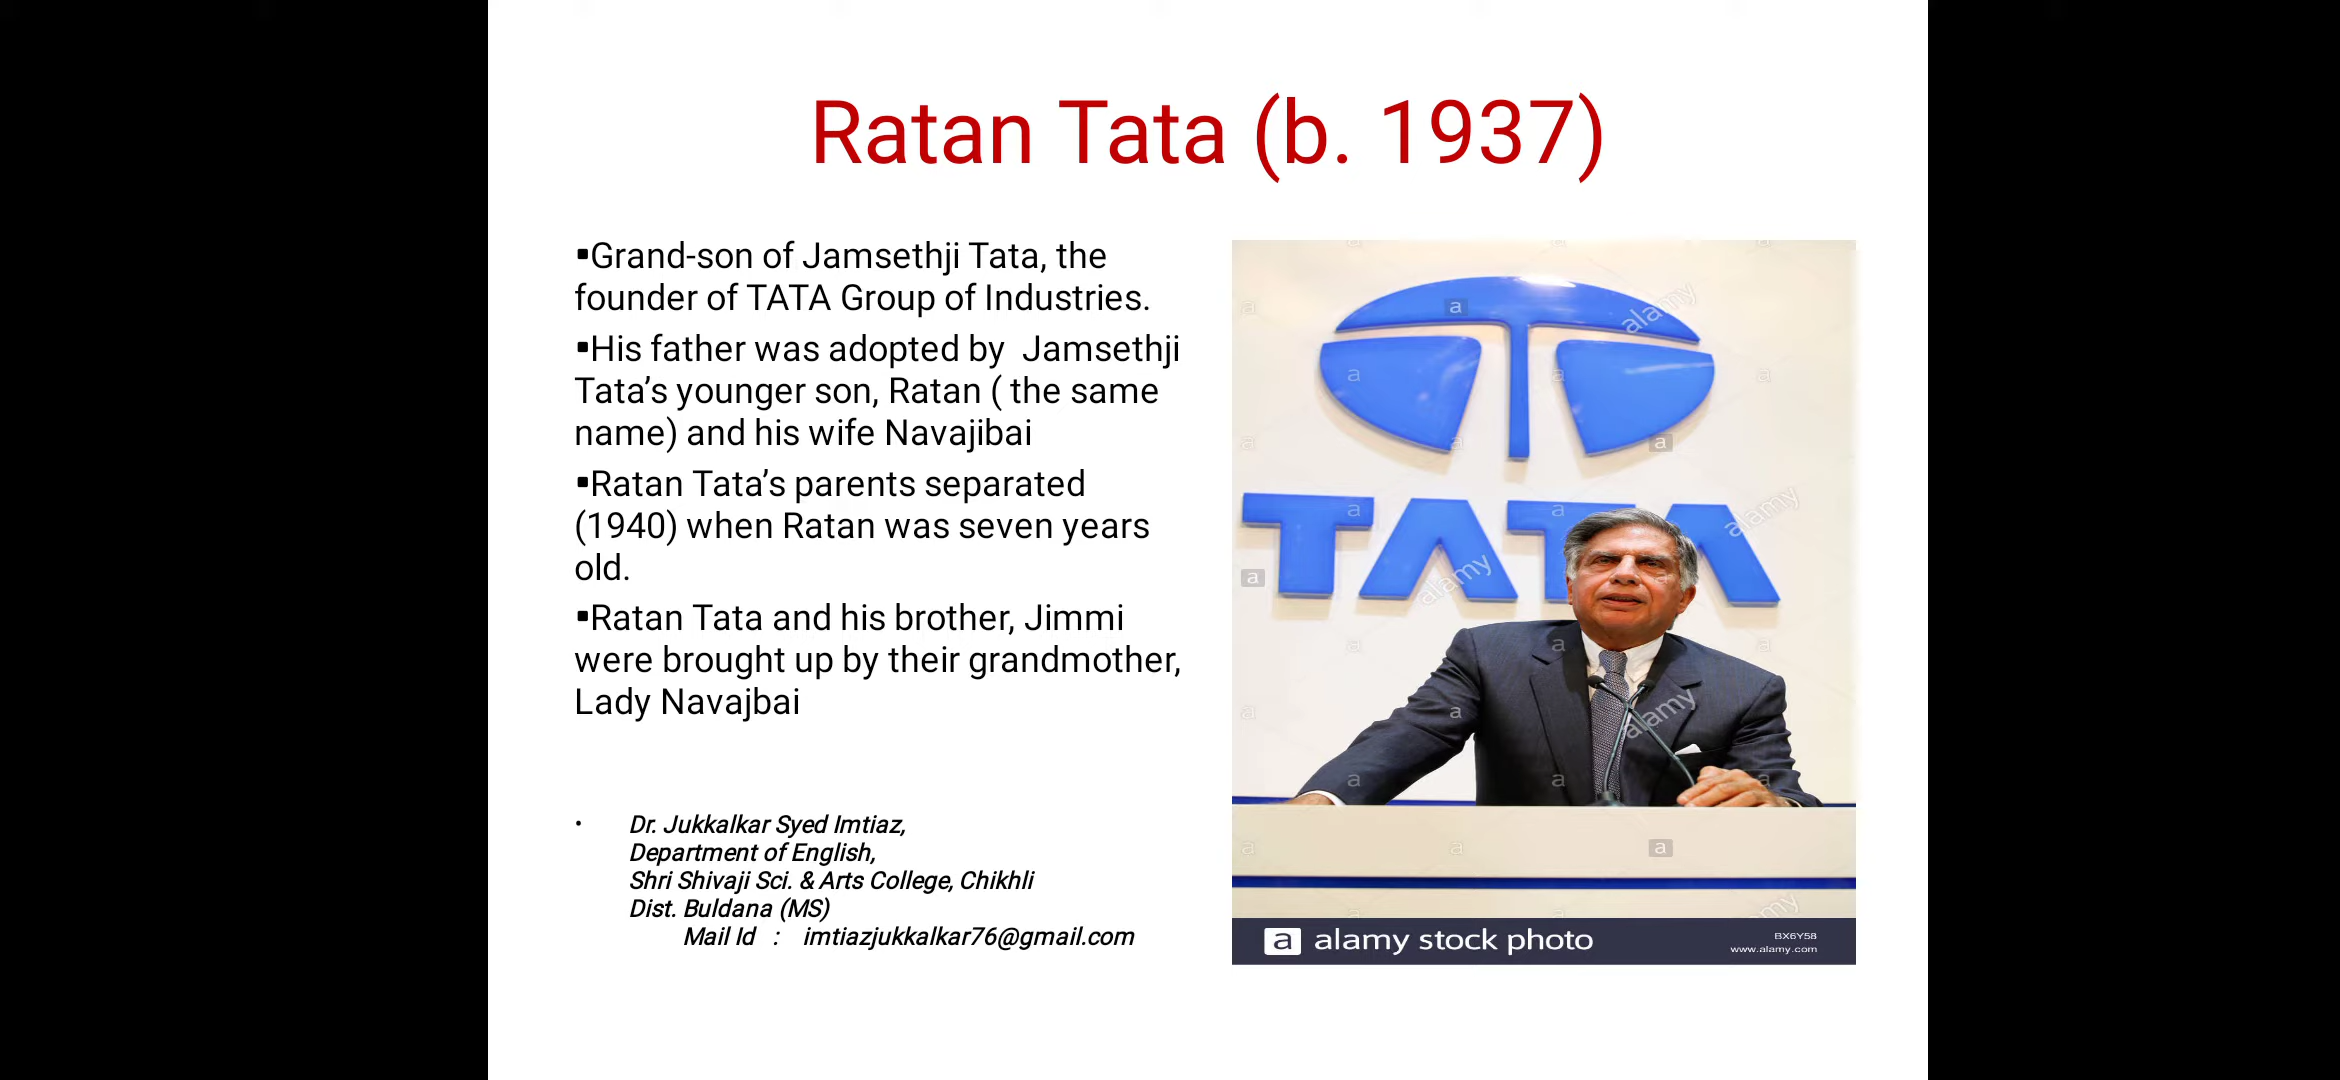 Ratan Tata (b. 1937)
▪Grand-son of Jamsethji Tata, the
founder of TATA Group of Industries.
▪His father was adopted by  Jamsethji
Tata’s younger son, Ratan ( the same
name) and his wife Navajibai
▪Ratan Tata’s parents separated
(1940) when Ratan was seven years
old.
▪Ratan Tata and his brother, Jimmi
were brought up by their grandmother,
Lady Navajbai
• Dr. Jukkalkar Syed Imtiaz,
Department of English,
Shri Shivaji Sci. & Arts College, Chikhli
Dist. Buldana (MS)
Mail Id : imtiazjukkalkar76@gmail.com
TATA
alamy
alamy
alamy
alamy
a alamy stock photo
BX6Y58
www.alamy.com